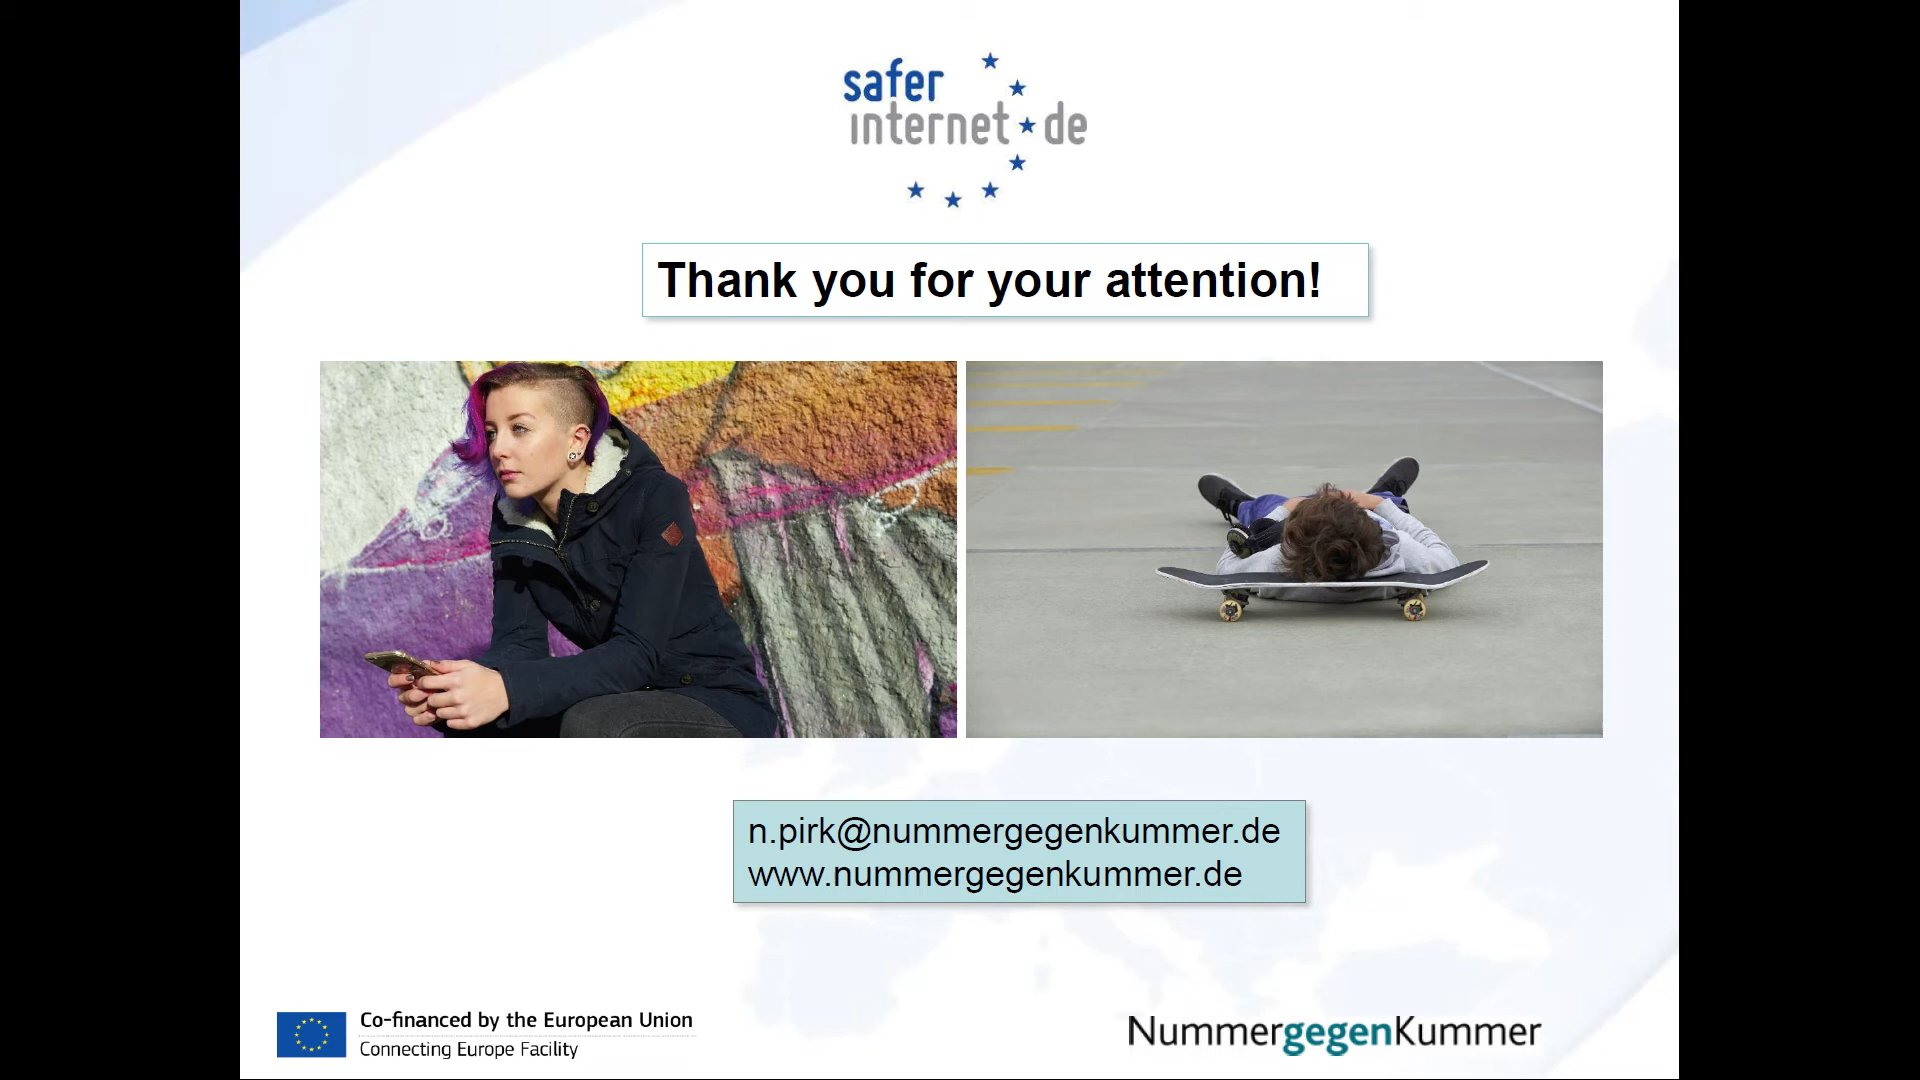 safer
internet de
Thank you for your attention!
n.pirk@nummergegenkummer.de
www.nummergegenkummer.de
Co-financed by the European Union
Connecting Europe Facility
NummergegenKummer